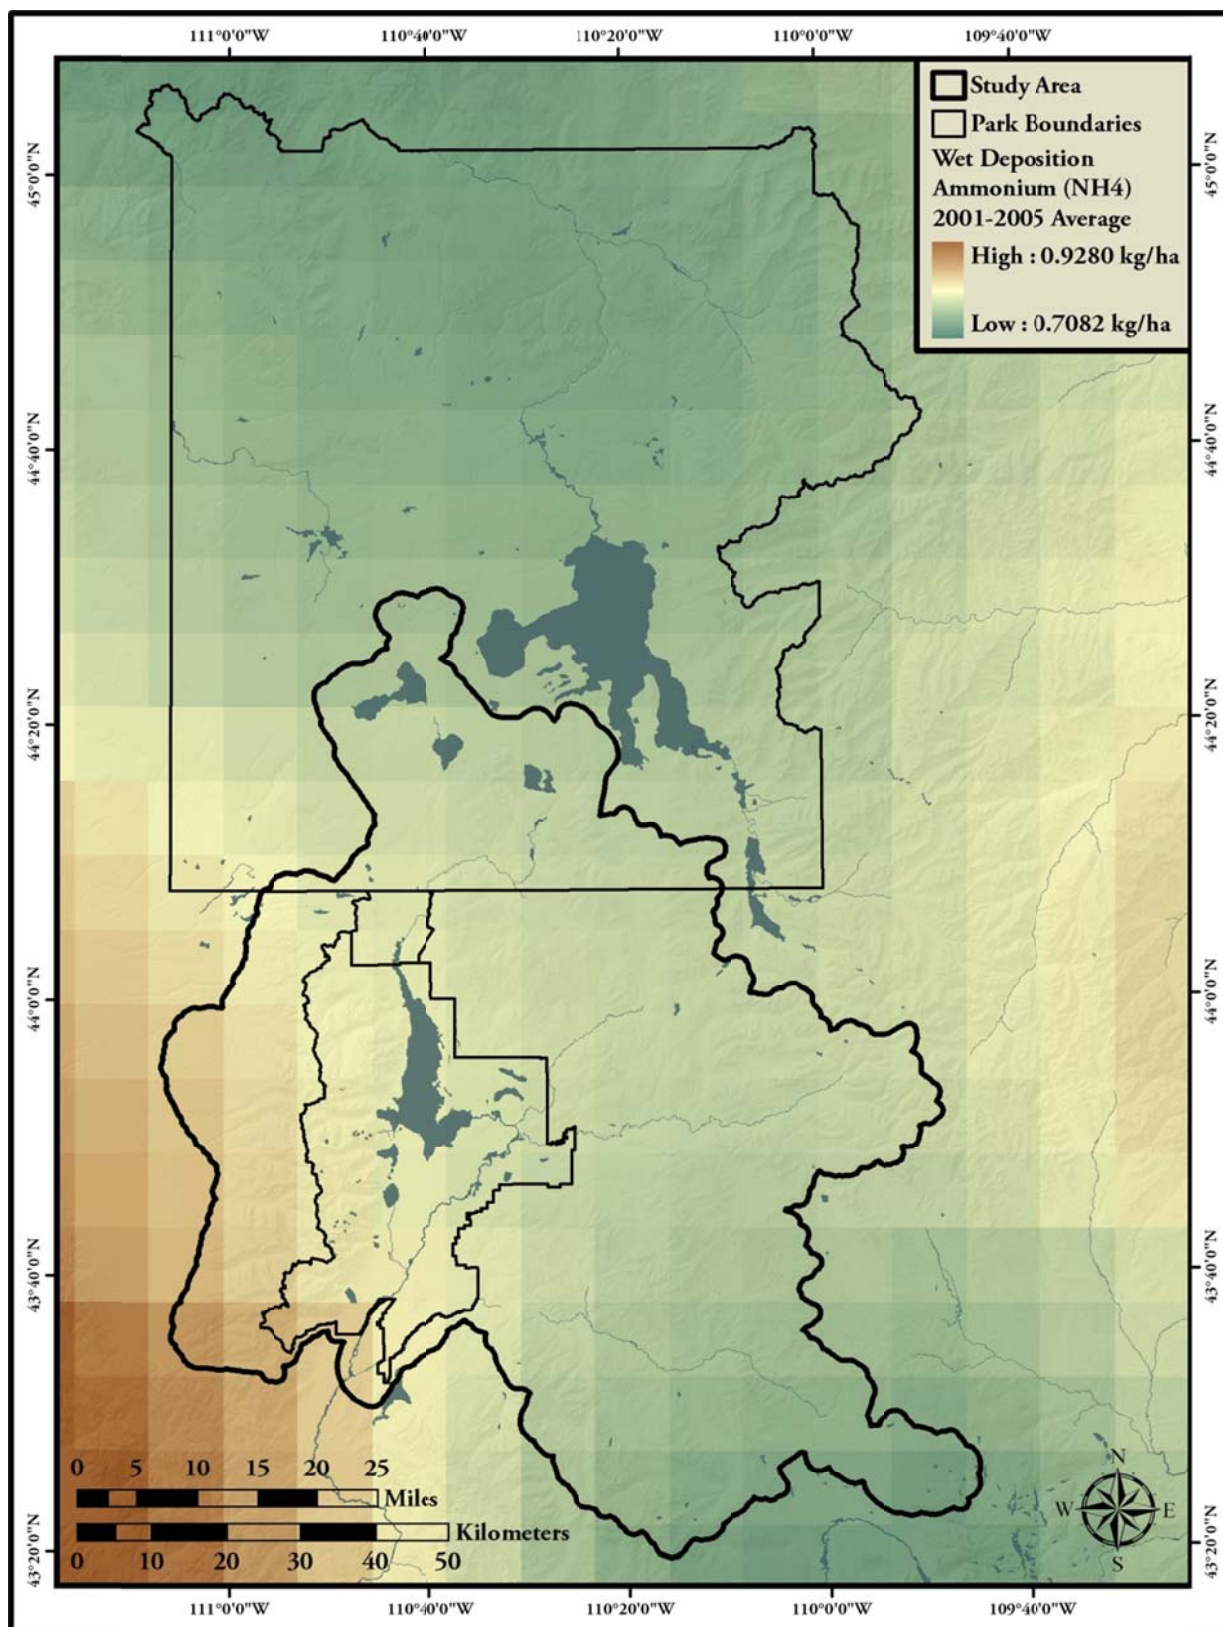 111°0'0"W 110°40'0"W 110°20'0"W 110°0'0"W 109°40'0"W
Study Area
Park Boundaries
Wet Deposition
Ammonium (NH4)
2001-2005 Average
High : 0.9280 kg/ha
Low : 0.7082 kg/ha
45°0'0"N 45°0'0"N
44°40'0"N 44°40'0"N
44°20'0"N 44°20'0"N
44°0'0"N 44°0'0"N
43°40'0"N 43°40'0"N
43°20'0"N 43°20'0"N
0 5 10 15 20 25
Miles
Kilometers
0 10 20 30 40 50
N
W E
S
111°0'0"W 110°40'0"W 110°20'0"W 110°0'0"W 109°40'0"W